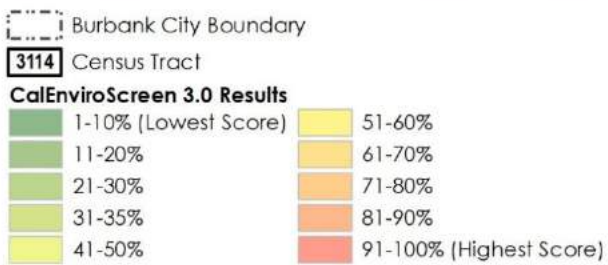 Burbank City Boundary
3114 Census Tract
CalEnviroScreen 3.0 Results
1-10% (Lowest Score)
11-20%
21-30%
31-35%
41-50%
51-60%
61-70%
71-80%
81-90%
91-100% (Highest Score)